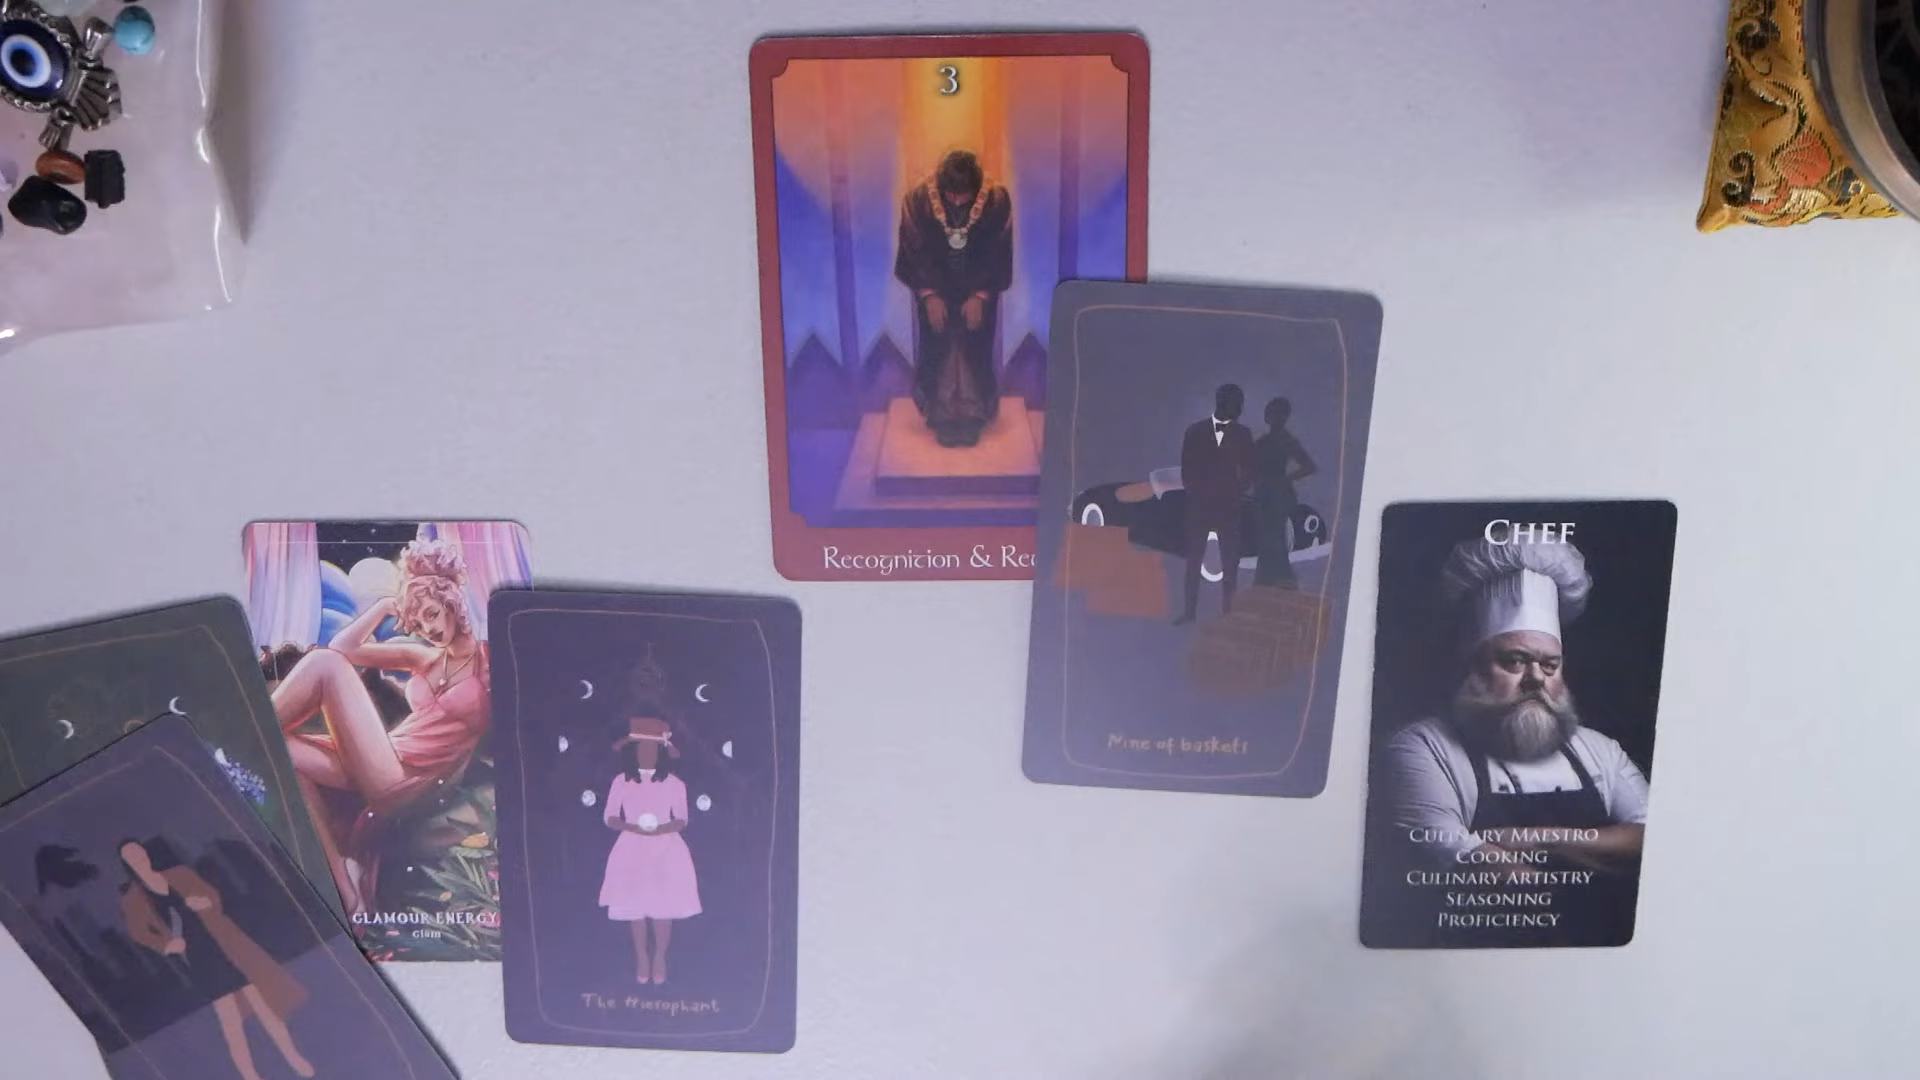 3
Recognition & Re
Nine of baskets
CHEF
CULINARY MAESTRO
COOKING
CULINARY ARTISTRY
SEASONING
PROFICIENCY
GLAMOUR ENERGY
Glam
The Hierophant